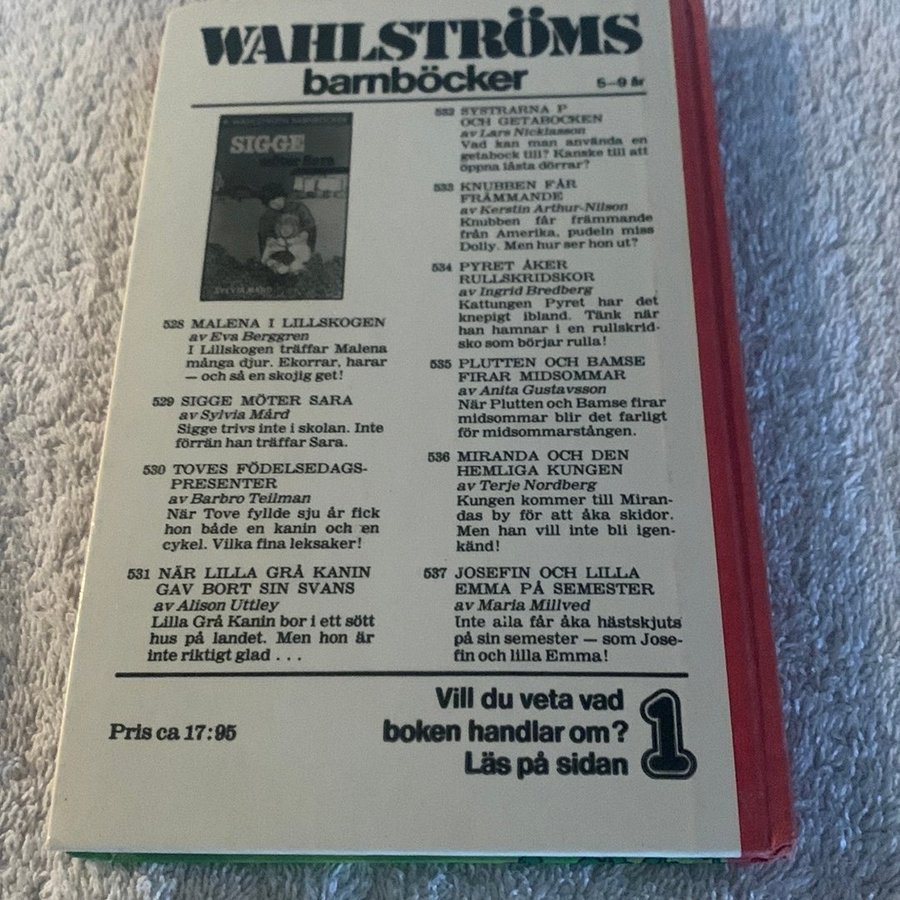 WAHLSTRÖMS
barnböcker
5–9 år
SIGGE
möter Sara
SYLVIA MÅRD
528 MALENA I LILLSKOGEN
av Eva Berggren
I Lillskogen träffar Malena
många djur. Ekorrar, harar
— och så en skojig get!
529 SIGGE MÖTER SARA
av Sylvia Mård
Sigge trivs inte i skolan. Inte
förrän han träffar Sara.
530 TOVES FÖDELSEDAGS-
PRESENTER
av Barbro Teilman
När Tove fyllde sju år fick
hon både en kanin och en
cykel. Vilka fina leksaker!
531 NÄR LILLA GRÅ KANIN
GAV BORT SIN SVANS
av Alison Uttley
Lilla Grå Kanin bor i ett sött
hus på landet. Men hon är
inte riktigt glad . . .
532 SYSTRARNA P
OCH GETABOCKEN
av Lars Nicklasson
Vad kan man använda en
getabock till? Kanske till att
öppna låsta dörrar?
533 KNUBBEN FÅR
FRÄMMANDE
av Kerstin Arthur-Nilson
Knubben får främmande
från Amerika, pudeln miss
Dolly. Men hur ser hon ut?
534 PYRET ÅKER
RULLSKRIDSKOR
av Ingrid Bredberg
Kattungen Pyret har det
knepigt ibland. Tänk när
han hamnar i en rullskrid-
sko som börjar rulla!
535 PLUTTEN OCH BAMSE
FIRAR MIDSOMMAR
av Anita Gustavsson
När Plutten och Bamse firar
midsommar blir det farligt
för midsommarstången.
536 MIRANDA OCH DEN
HEMLIGA KUNGEN
av Terje Nordberg
Kungen kommer till Miran-
das by för att åka skidor.
Men han vill inte bli igen-
känd!
537 JOSEFIN OCH LILLA
EMMA PÅ SEMESTER
av Maria Millved
Inte alla får åka hästskjuts
på sin semester — som Jose-
fin och lilla Emma!
Pris ca 17:95
Vill du veta vad
boken handlar om?
Läs på sidan 1